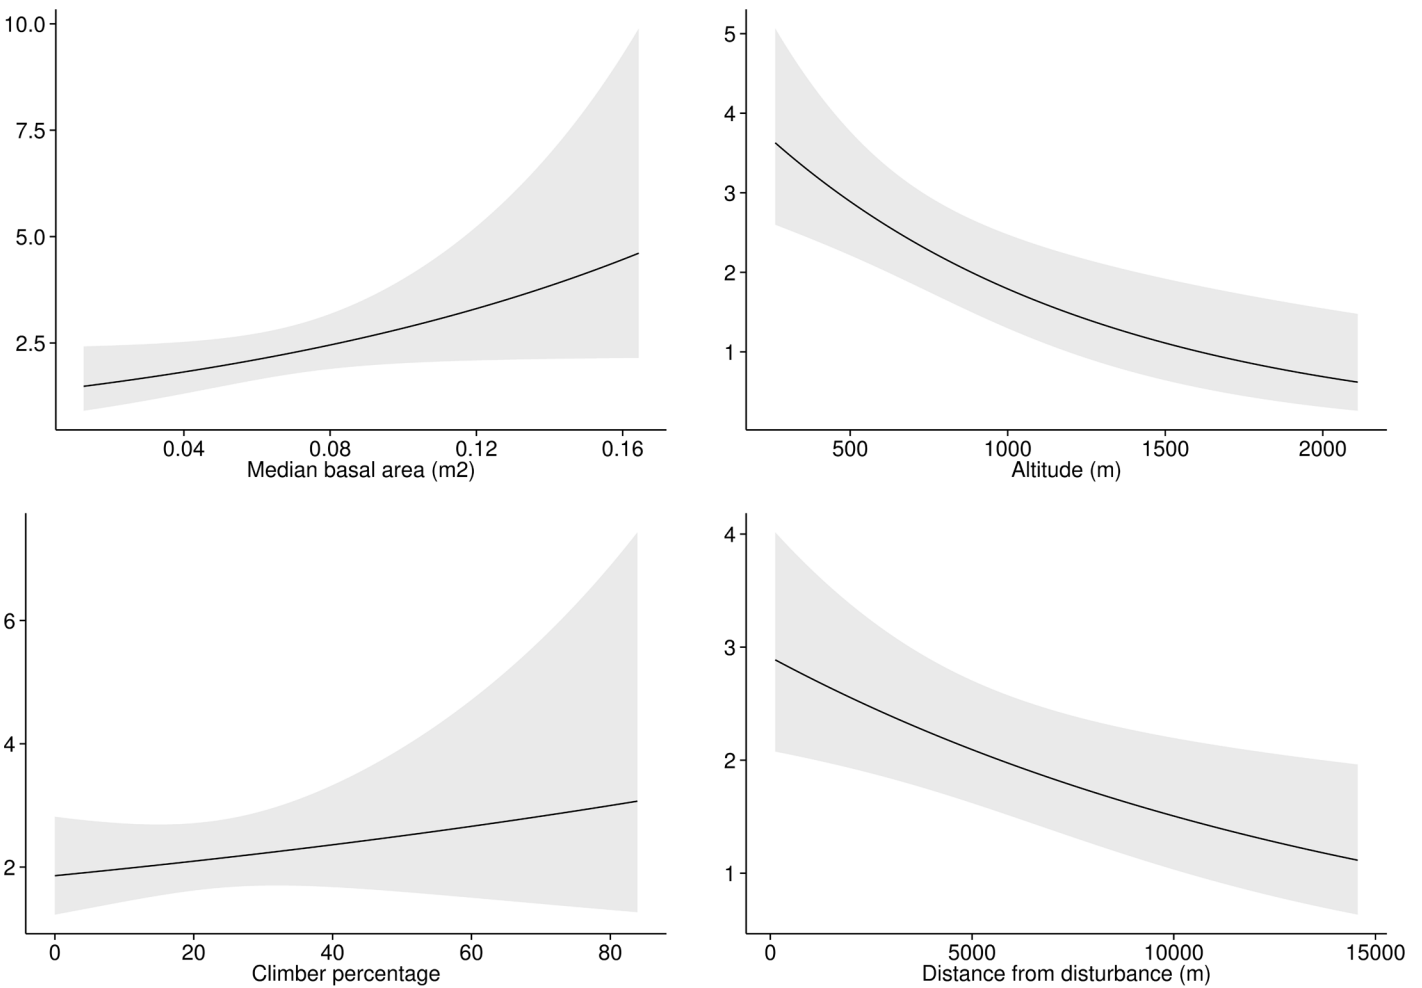 10.0
7.5
5.0
2.5
0.04 0.08 0.12 0.16
Median basal area (m2)
5
4
3
2
1
500 1000 1500 2000
Altitude (m)
6
4
2
0 20 40 60 80
Climber percentage
4
3
2
1
0 5000 10000 15000
Distance from disturbance (m)